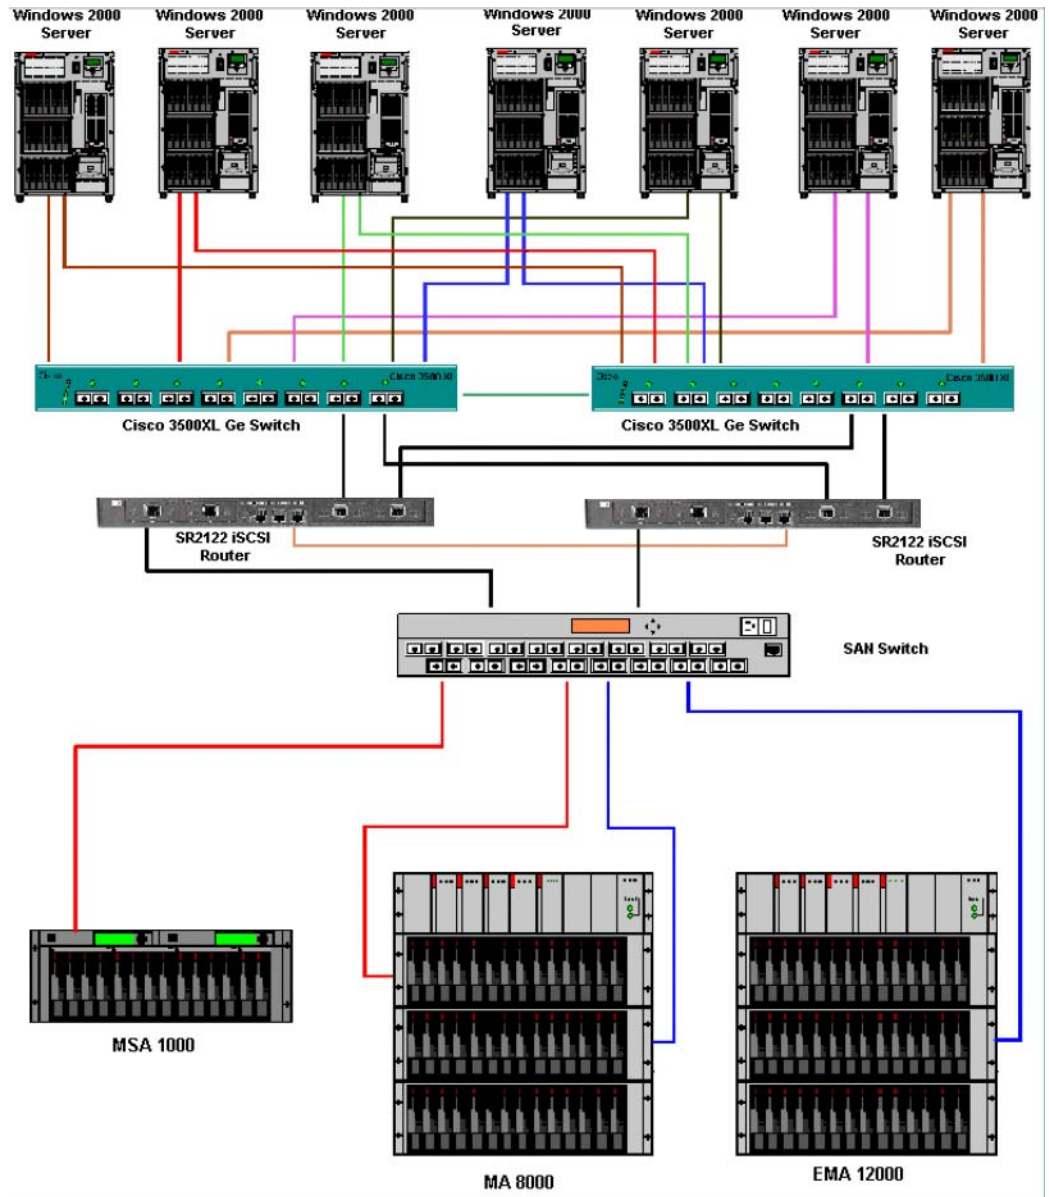 Windows 2000
Server
Windows 2000
Server
Windows 2000
Server
Windows 2000
Server
Windows 2000
Server
Windows 2000
Server
Windows 2000
Server
Cisco 3500 Xl
Cisco
Cisco 3500XL Ge Switch
Cisco 3500XL Ge Switch
SR2122 iSCSI
Router
SR2122 iSCSI
Router
SAN Switch
MSA 1000
MA 8000
EMA 12000